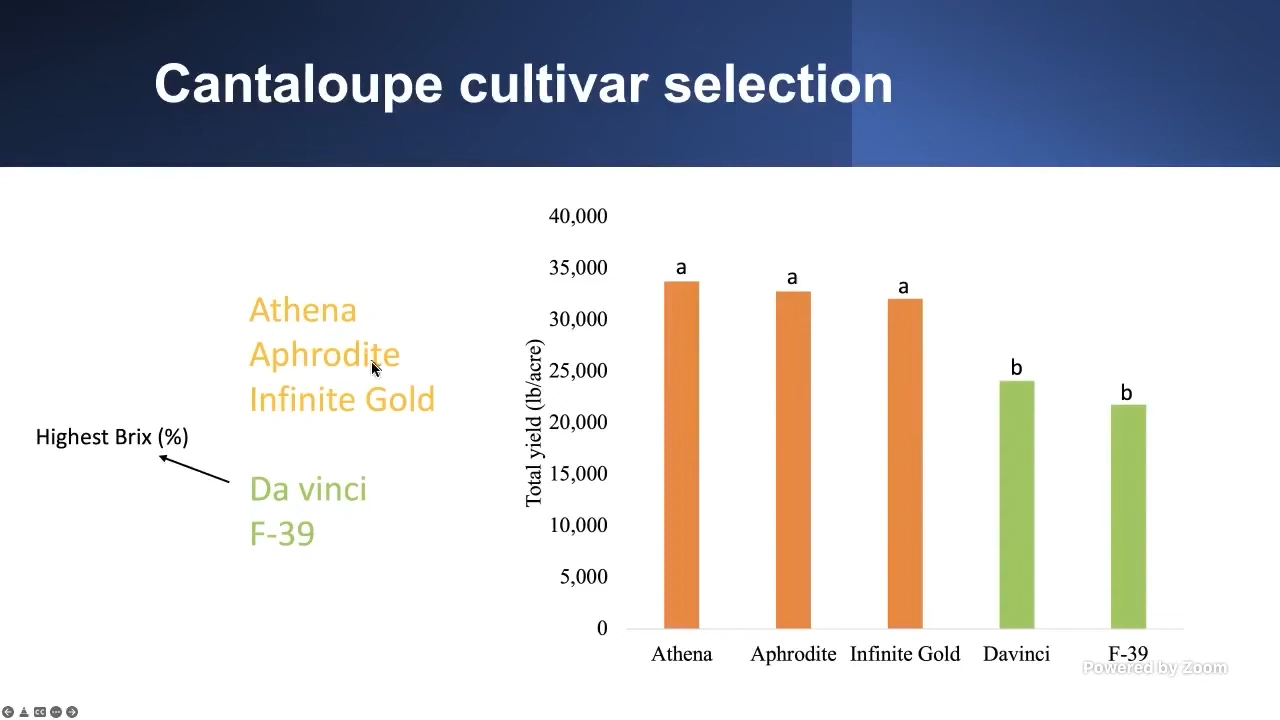 Cantaloupe cultivar selection
Athena
Aphrodite
Infinite Gold
Highest Brix (%)
Da vinci
F-39
Total yield (lb/acre)
40,000
35,000
30,000
25,000
20,000
15,000
10,000
5,000
0
a
a
a
b
b
Athena
Aphrodite
Infinite Gold
Davinci
F-39
Powered by Zoom
CC